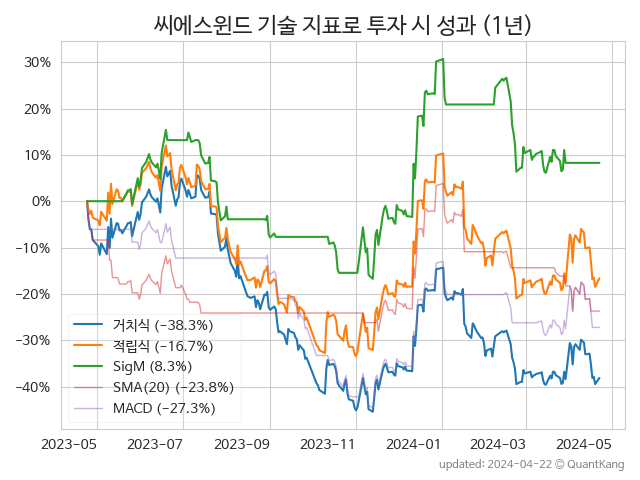 씨에스윈드 기술 지표로 투자 시 성과 (1년)
30%
20%
10%
0%
−10%
−20%
−30%
−40%
거치식 (−38.3%)
적립식 (−16.7%)
SigM (8.3%)
SMA(20) (−23.8%)
MACD (−27.3%)
2023-05 2023-07 2023-09 2023-11 2024-01 2024-03 2024-05
updated: 2024-04-22 © QuantKang